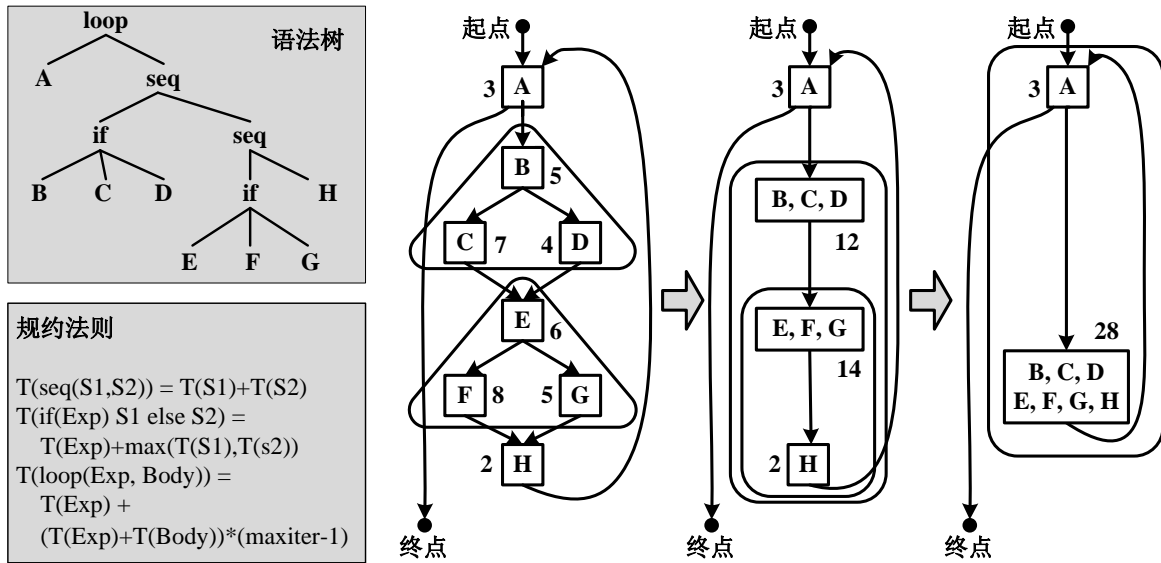 loop
语法树
A
seq
if
seq
B
C
D
if
H
E
F
G
规约法则
T(seq(S1,S2)) = T(S1)+T(S2)
T(if(Exp) S1 else S2) =
T(Exp)+max(T(S1),T(s2))
T(loop(Exp, Body)) =
T(Exp) +
(T(Exp)+T(Body))*(maxiter-1)
起点
3
A
B
5
C
7
4
D
E
6
F
8
5
G
2
H
终点
起点
3
A
B, C, D
12
E, F, G
14
2
H
终点
起点
3
A
28
B, C, D
E, F, G, H
终点